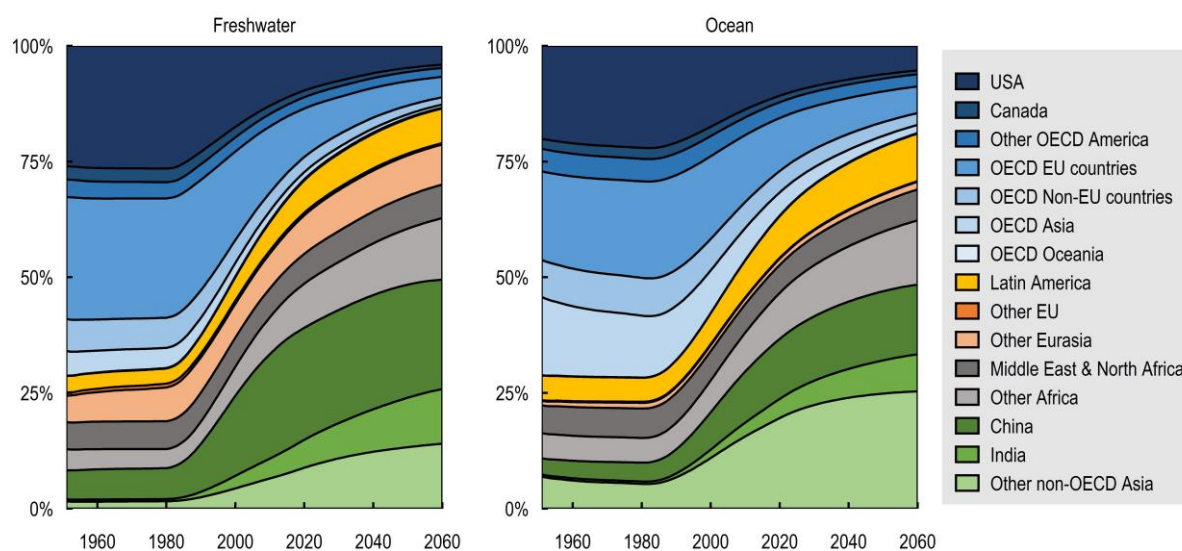 Freshwater
100%
75%
50%
25%
0%
1960 1980 2000 2020 2040 2060
Ocean
100%
75%
50%
25%
0%
1960 1980 2000 2020 2040 2060
USA
Canada
Other OECD America
OECD EU countries
OECD Non-EU countries
OECD Asia
OECD Oceania
Latin America
Other EU
Other Eurasia
Middle East & North Africa
Other Africa
China
India
Other non-OECD Asia